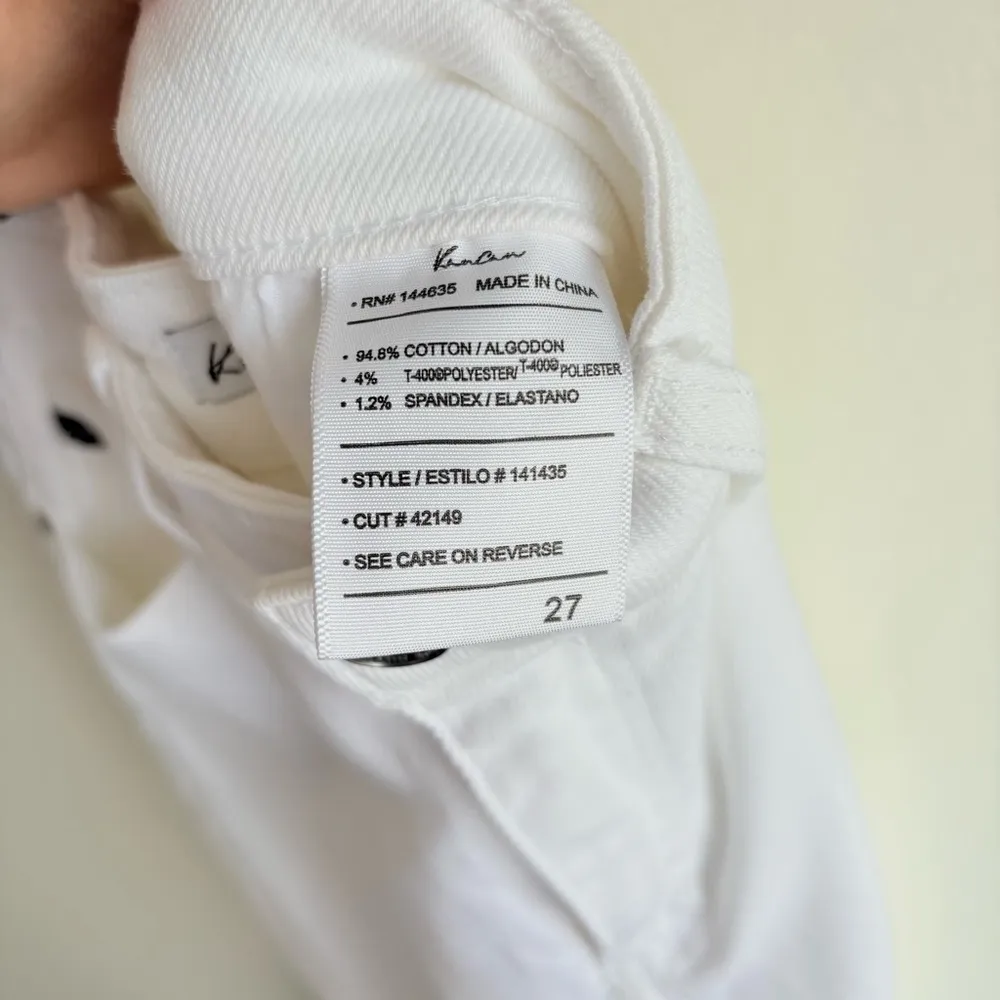 KanCan
• RN# 144635 MADE IN CHINA
• 94.8% COTTON / ALGODON
• 4% T-400®POLYESTER/ T-400® POLIESTER
• 1.2% SPANDEX / ELASTANO
• STYLE / ESTILO # 141435
• CUT # 42149
• SEE CARE ON REVERSE
27
K